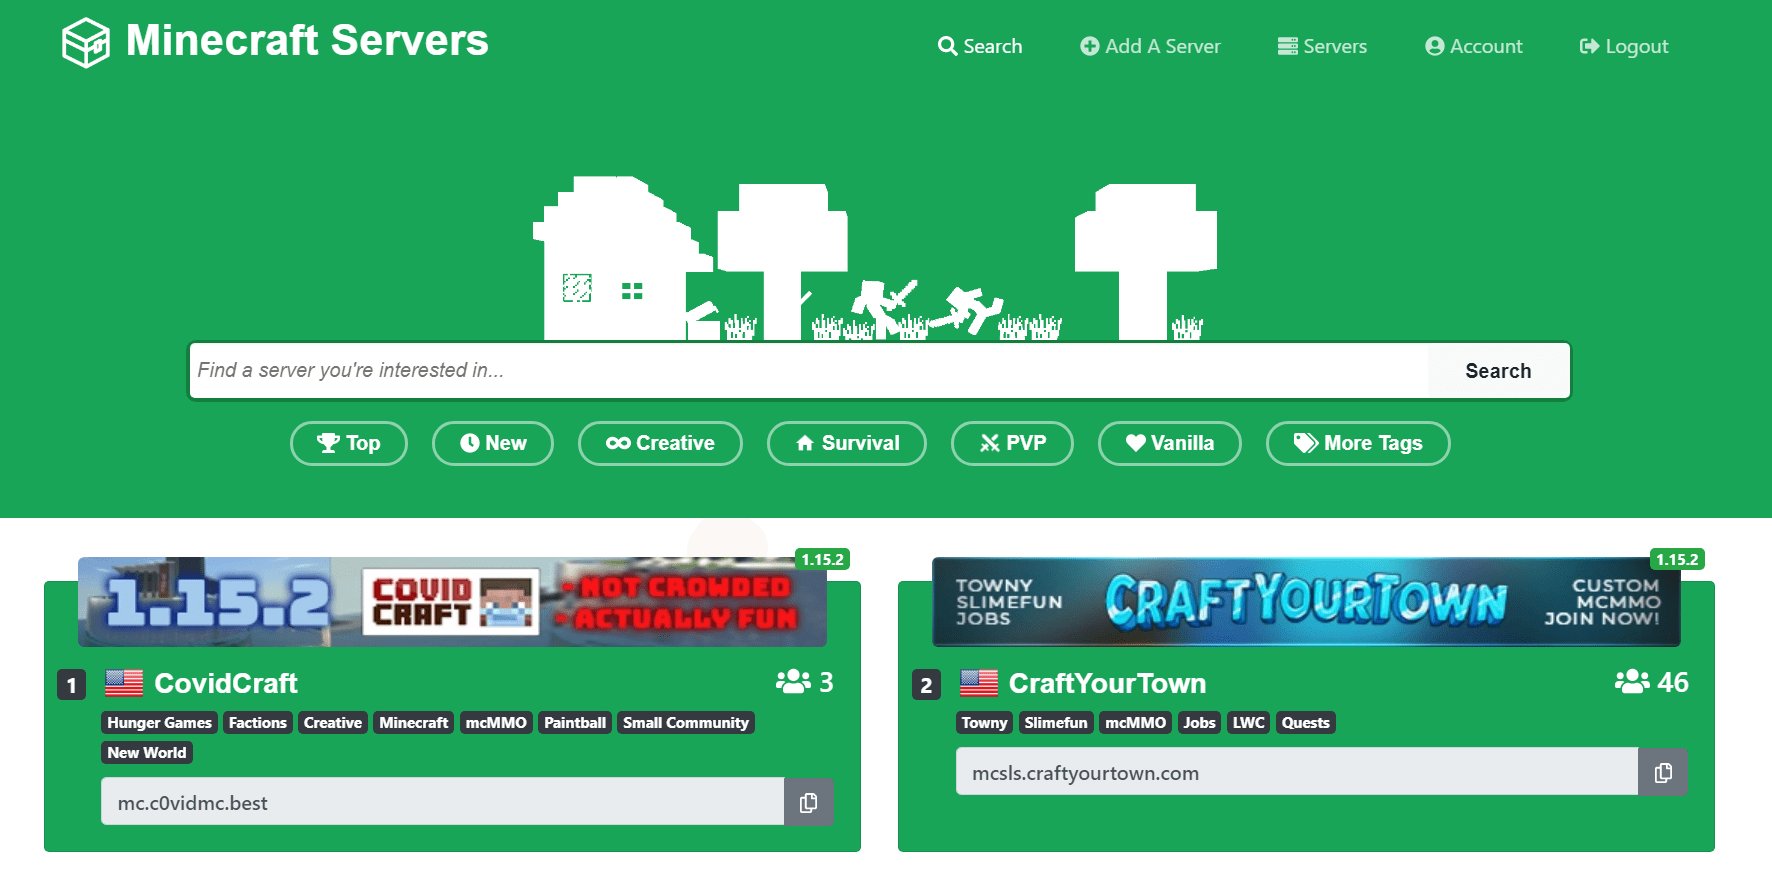 Minecraft Servers
Search
Add A Server
Servers
Account
Logout
Find a server you're interested in...
Search
Top
New
Creative
Survival
PVP
Vanilla
More Tags
1.15.2
1.15.2
COVID
CRAFT
- NOT CROWDED
- ACTUALLY FUN
1
CovidCraft
3
Hunger Games
Factions
Creative
Minecraft
mcMMO
Paintball
Small Community
New World
mc.c0vidmc.best
1.15.2
TOWNY
SLIMEFUN
JOBS
CRAFTYOURTOWN
CUSTOM
MCMMO
JOIN NOW!
2
CraftYourTown
46
Towny
Slimefun
mcMMO
Jobs
LWC
Quests
mcsls.craftyourtown.com